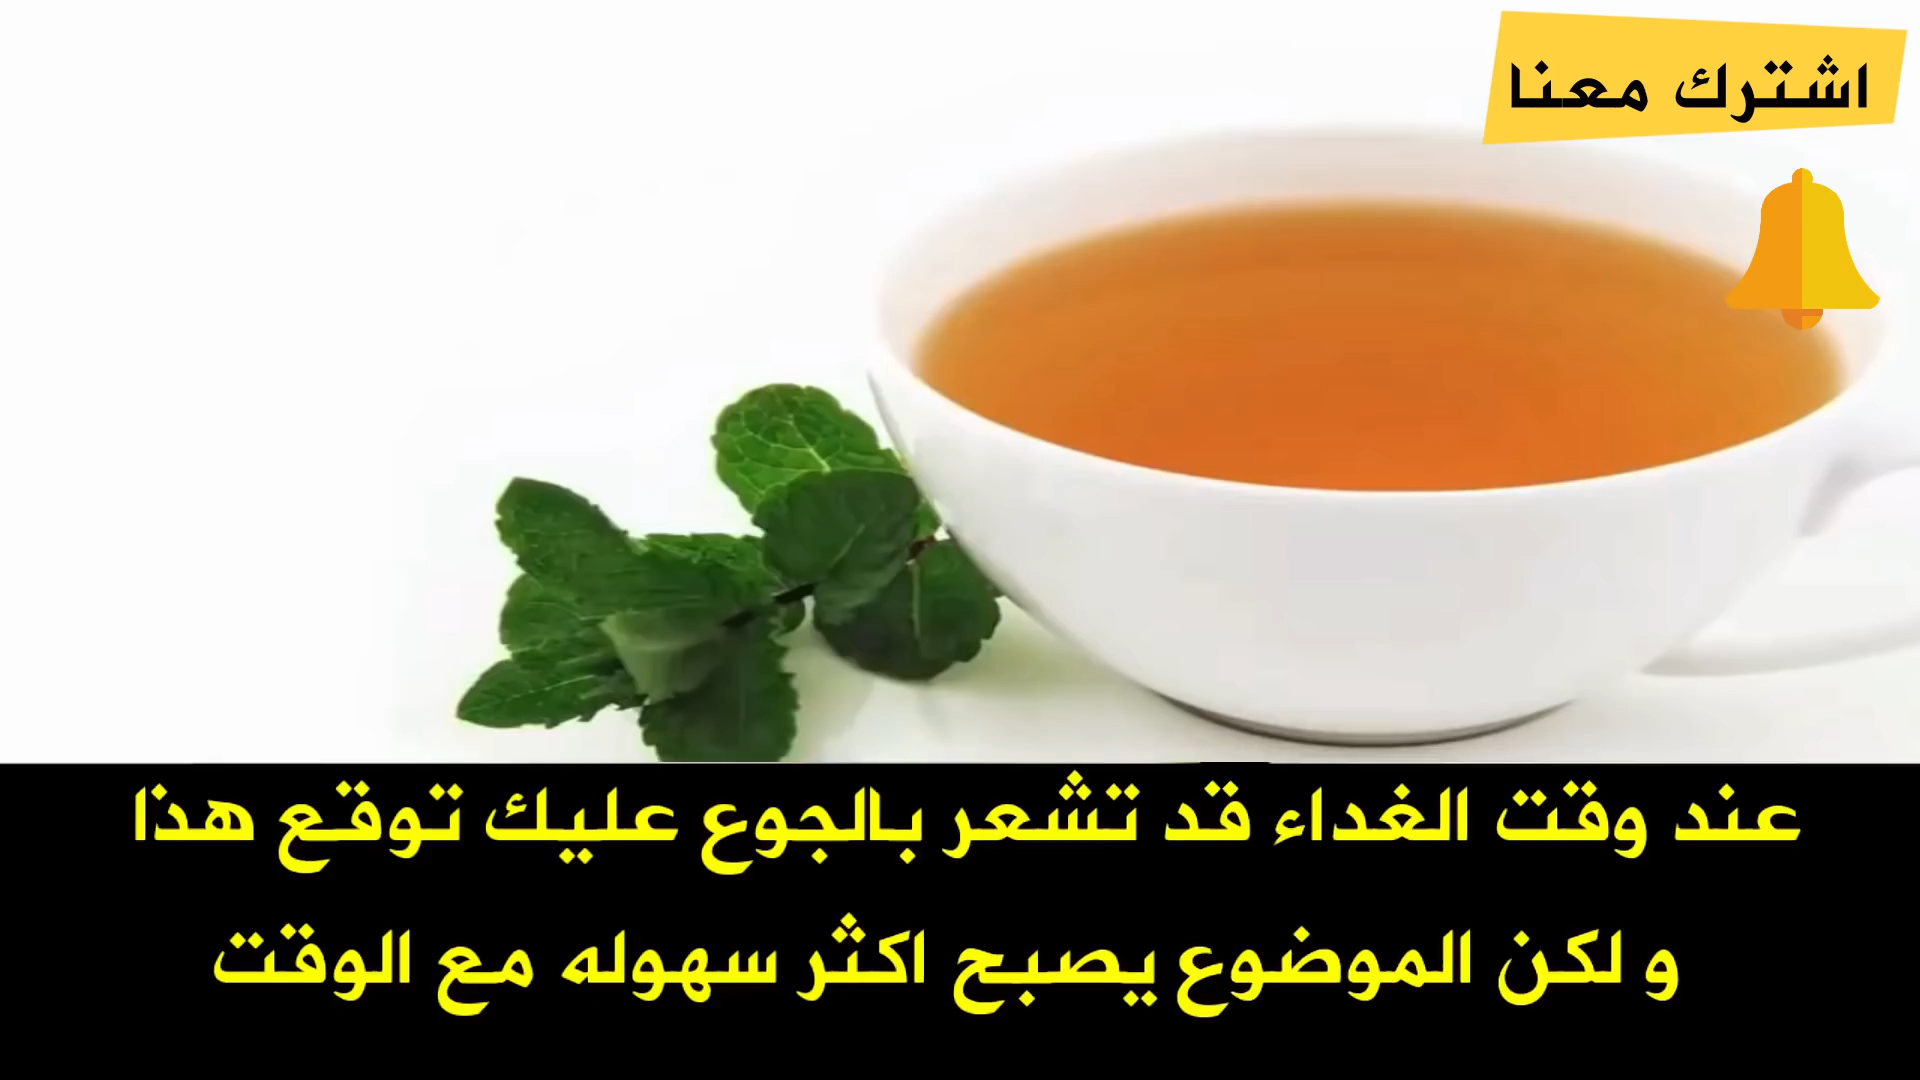 اشترك معنا
عند وقت الغداء قد تشعر بالجوع عليك توقع هذا
و لكن الموضوع يصبح اكثر سهوله مع الوقت